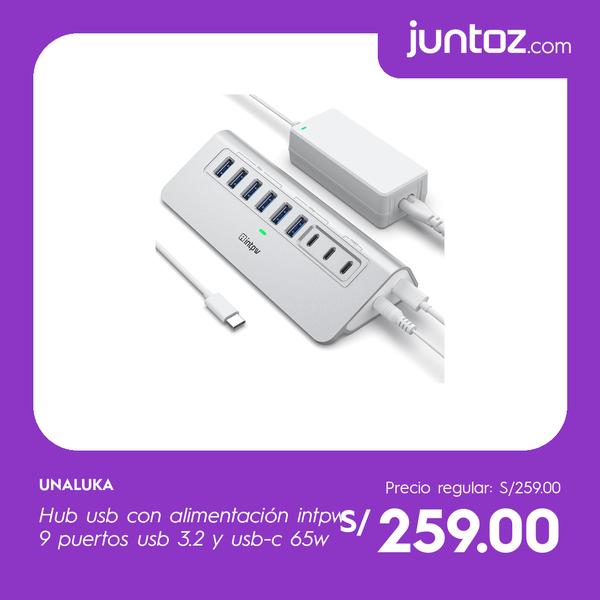 juntoz.com
intpw
UNALUKA
Precio regular: S/259.00
Hub usb con alimentación intpw
9 puertos usb 3.2 y usb-c 65w
S/ 259.00